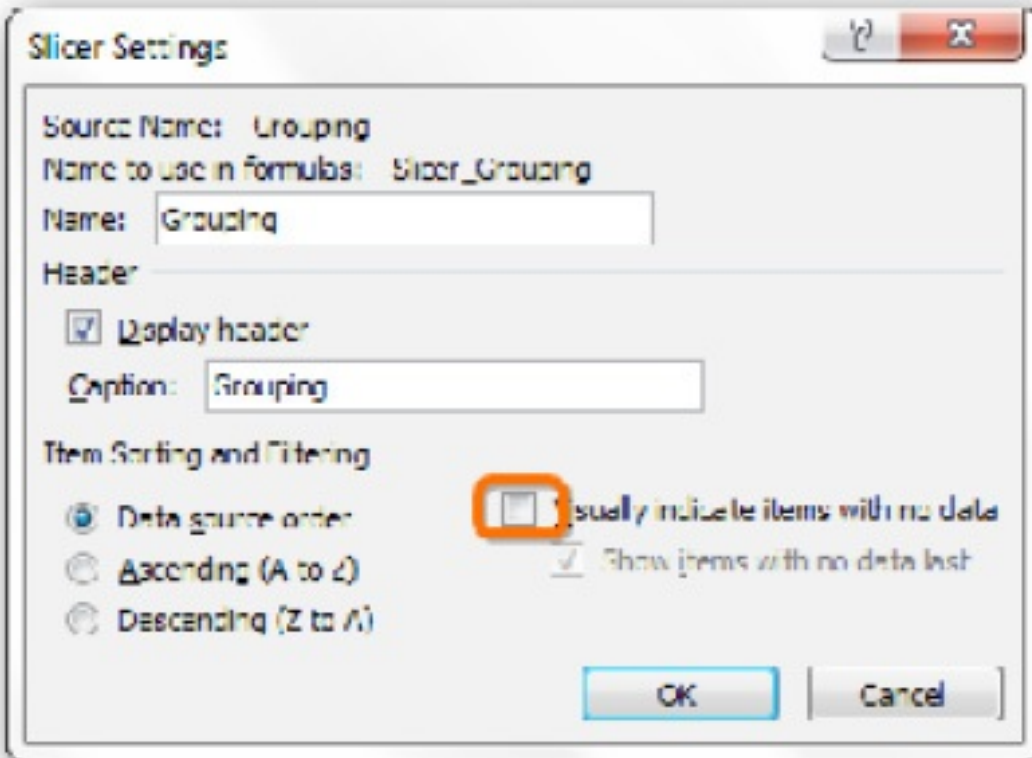 Slicer Settings
Source Name: Grouping
Name to use in formulas: Slicer_Grouping
Name: Grouping
Header
Display header
Caption: Grouping
Item Sorting and Filtering
Data source order
Visually indicate items with no data
Ascending (A to Z)
Show items with no data last
Descending (Z to A)
OK Cancel